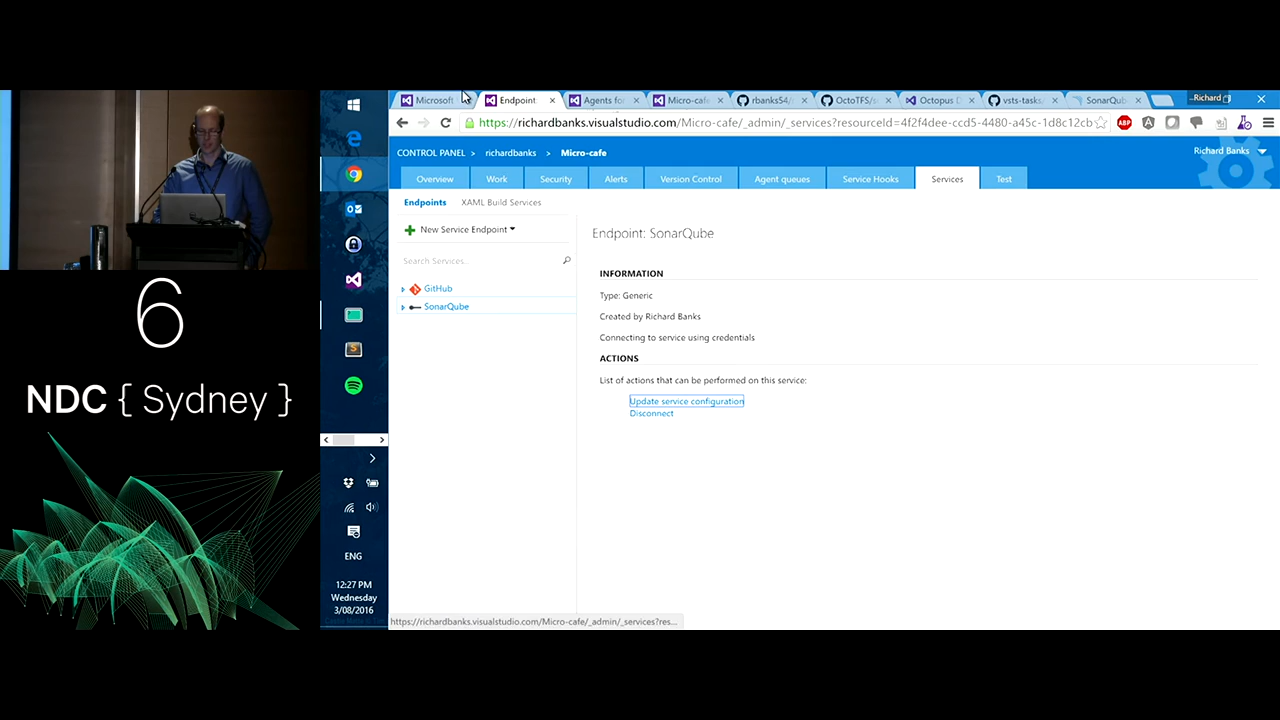 Microsoft
Endpoint:
Agents for
Micro-cafe
rbanks54/
OctoTFS/s
Octopus D
vsts-tasks
SonarQub
Richard
https://richardbanks.visualstudio.com/Micro-cafe/_admin/_services?resourceId=4f2f4dee-ccd5-4480-a45c-1d8c12cb
ABP
CONTROL PANEL > richardbanks > Micro-cafe
Richard Banks
Overview
Work
Security
Alerts
Version Control
Agent queues
Service Hooks
Services
Test
Endpoints
XAML Build Services
New Service Endpoint
Search Services..
GitHub
SonarQube
Endpoint: SonarQube
INFORMATION
Type: Generic
Created by Richard Banks
Connecting to service using credentials
ACTIONS
List of actions that can be performed on this service:
Update service configuration
Disconnect
6
NDC { Sydney }
ENG
12:27 PM
Wednesday
3/08/2016
https://richardbanks.visualstudio.com/Micro-cafe/_admin/_services?res...